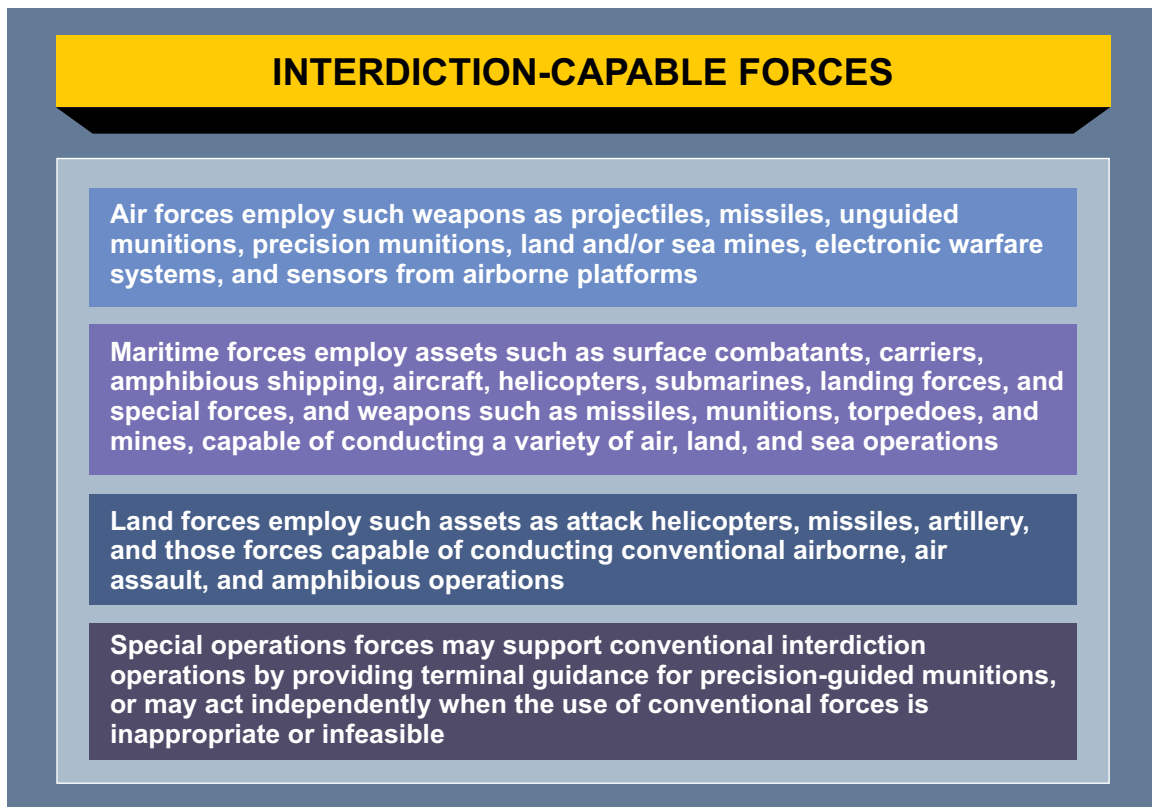 INTERDICTION-CAPABLE FORCES
Air forces employ such weapons as projectiles, missiles, unguided
munitions, precision munitions, land and/or sea mines, electronic warfare
systems, and sensors from airborne platforms
Maritime forces employ assets such as surface combatants, carriers,
amphibious shipping, aircraft, helicopters, submarines, landing forces, and
special forces, and weapons such as missiles, munitions, torpedoes, and
mines, capable of conducting a variety of air, land, and sea operations
Land forces employ such assets as attack helicopters, missiles, artillery,
and those forces capable of conducting conventional airborne, air
assault, and amphibious operations
Special operations forces may support conventional interdiction
operations by providing terminal guidance for precision-guided munitions,
or may act independently when the use of conventional forces is
inappropriate or infeasible